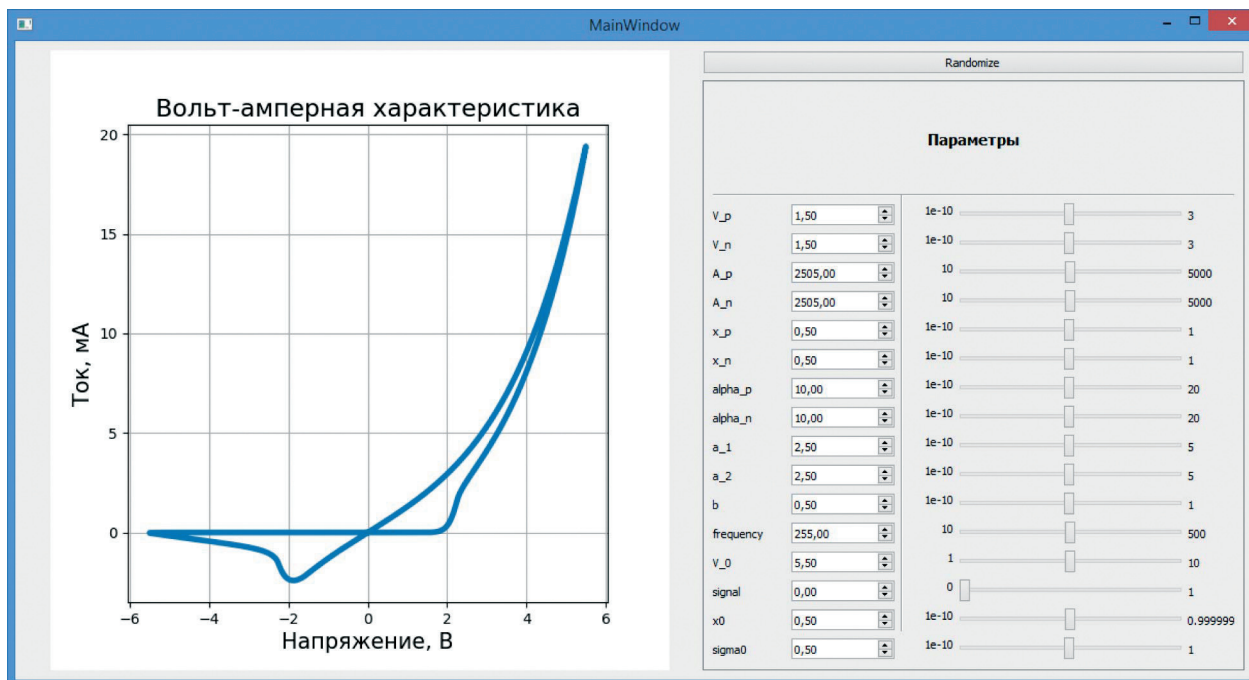 MainWindow
Вольт-амперная характеристика
20
15
10
5
0
−6 −4 −2 0 2 4 6
Ток, мА
Напряжение, В
Randomize
Параметры
V_p 1,50 1e-10 3
V_n 1,50 1e-10 3
A_p 2505,00 10 5000
A_n 2505,00 10 5000
x_p 0,50 1e-10 1
x_n 0,50 1e-10 1
alpha_p 10,00 1e-10 20
alpha_n 10,00 1e-10 20
a_1 2,50 1e-10 5
a_2 2,50 1e-10 5
b 0,50 1e-10 1
frequency 255,00 10 500
V_0 5,50 1 10
signal 0,00 0 1
x0 0,50 1e-10 0.999999
sigma0 0,50 1e-10 1